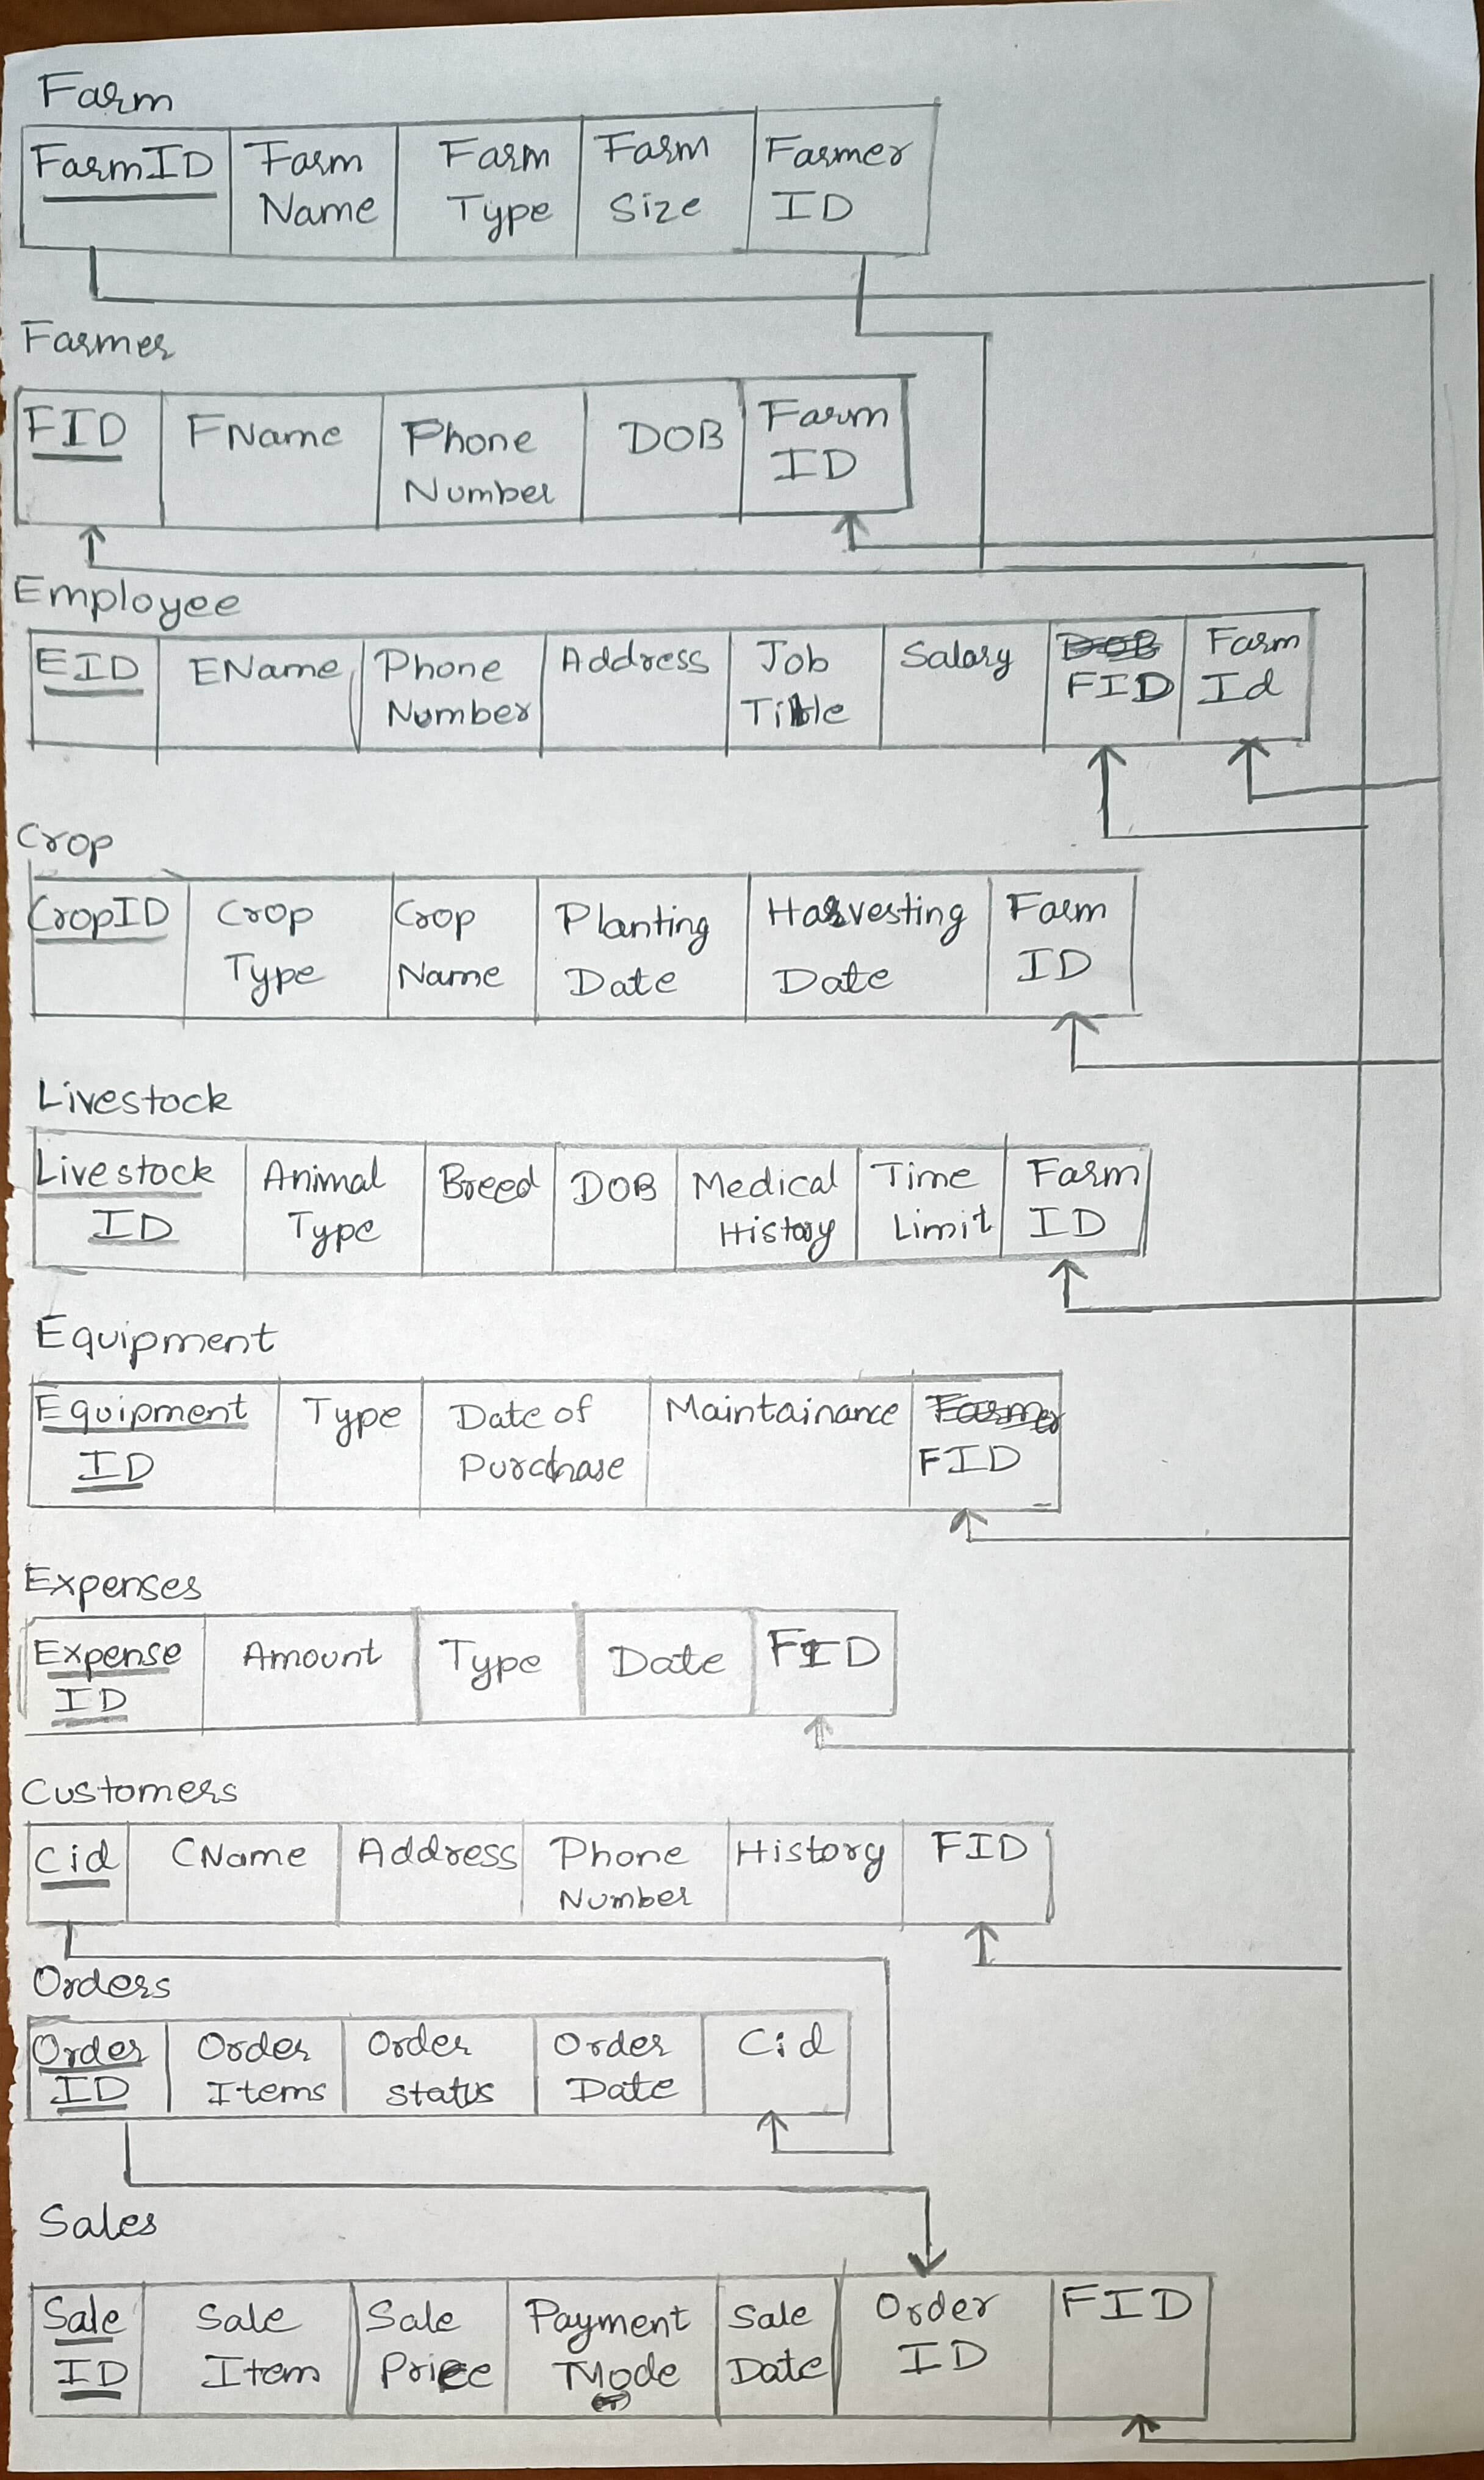 Farm
FarmID Farm Name Farm Type Farm Size Farmer ID
Farmer
FID FName Phone Number DOB Farm ID
Employee
EID EName Phone Number Address Job Title Salary FID Farm Id
Crop
CropID Crop Type Crop Name Planting Date Harvesting Date Farm ID
Livestock
Livestock ID Animal Type Breed DOB Medical History Time Limit Farm ID
Equipment
Equipment ID Type Date of Purchase Maintainance FID
Expenses
Expense ID Amount Type Date FID
Customers
Cid CName Address Phone Number History FID
Orders
Order ID Order Items Order status Order Date Cid
Sales
Sale ID Sale Item Sale Price Payment Mode Sale Date Order ID FID